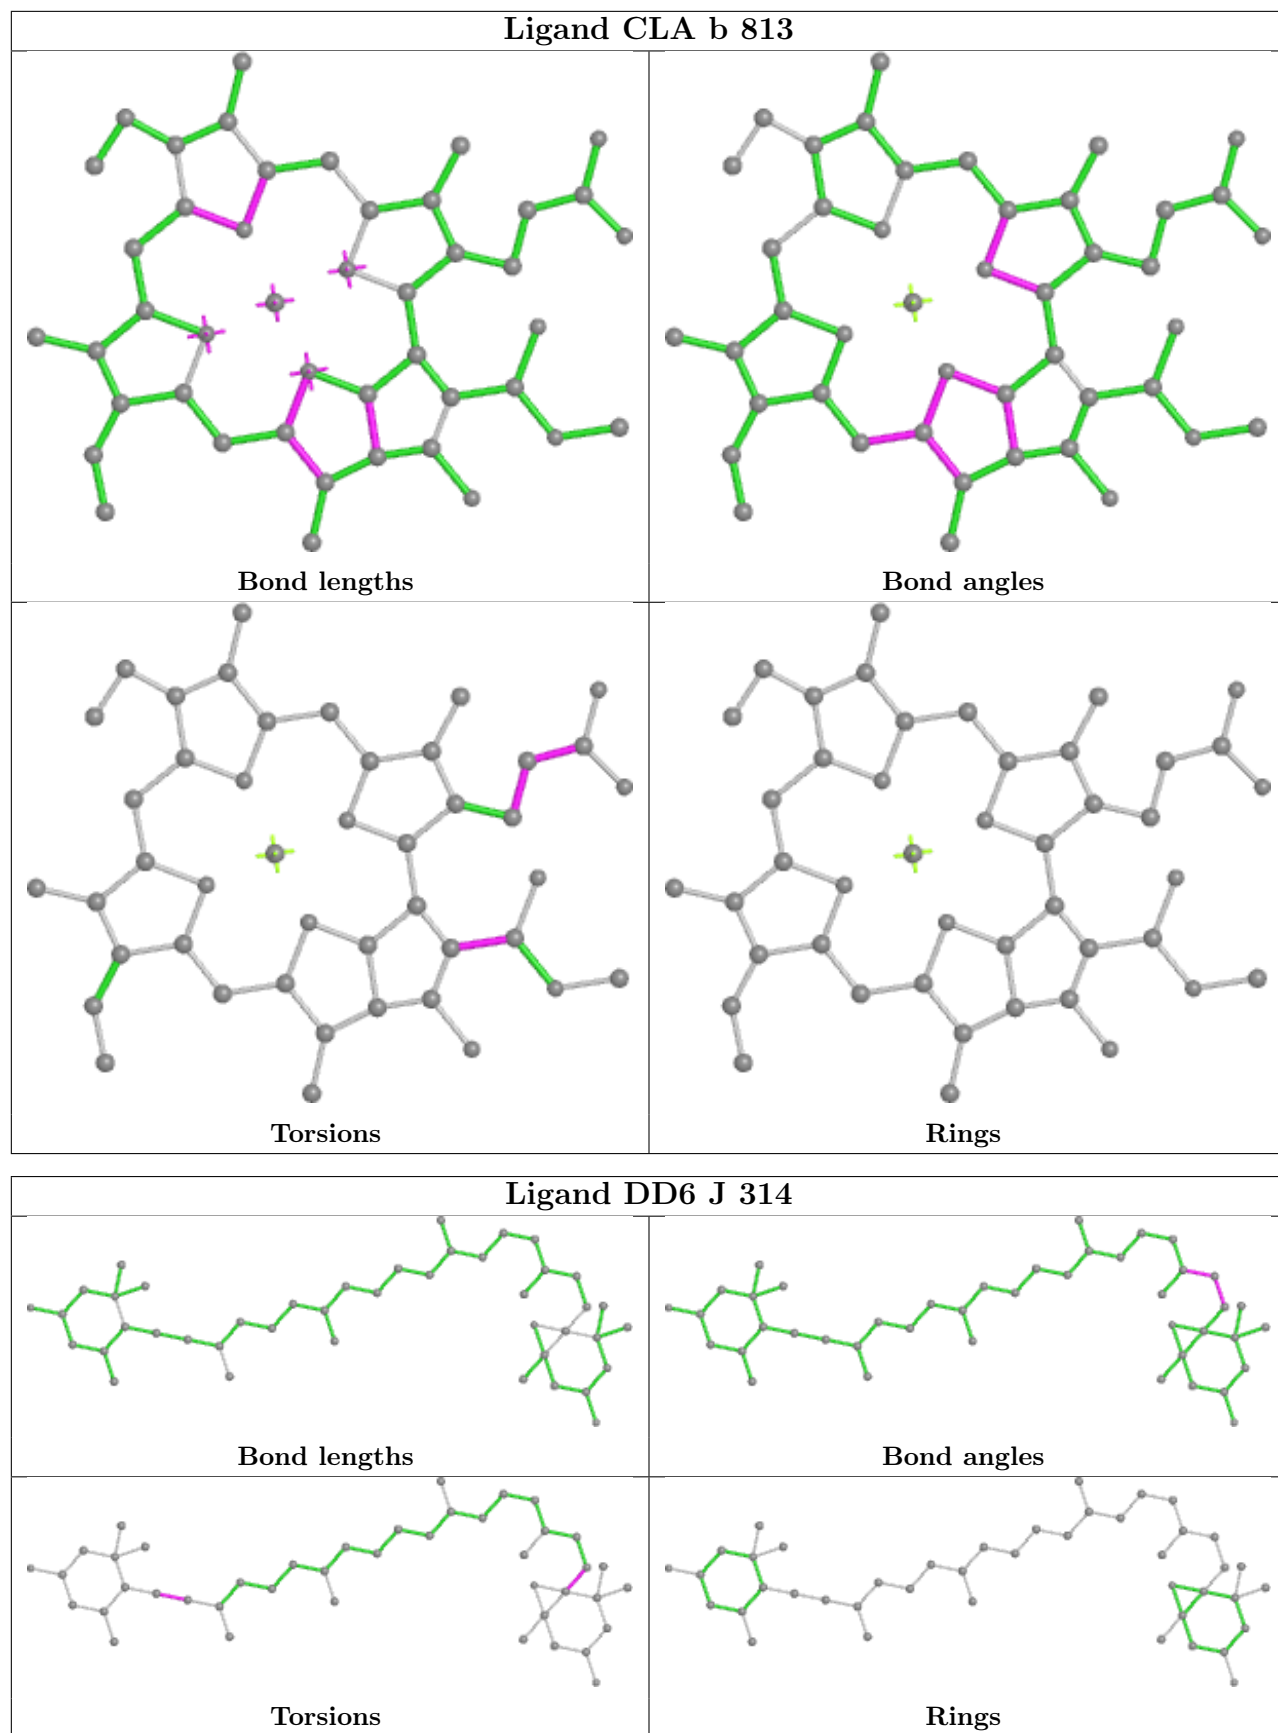 Ligand CLA b 813
Bond lengths
Bond angles
Torsions
Rings
Ligand DD6 J 314
Bond lengths
Bond angles
Torsions
Rings